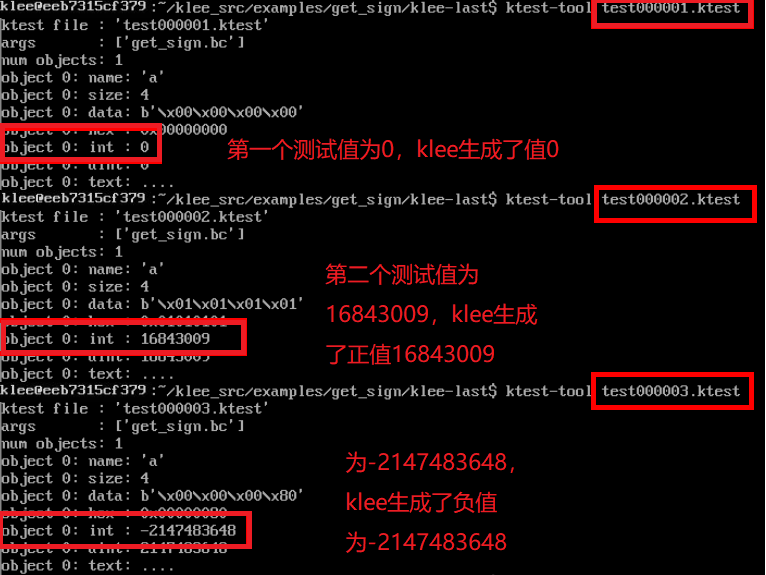 klee@eeb7315cf379:~/klee_src/examples/get_sign/klee-last$ ktest-tool test000001.ktest
ktest file : 'test000001.ktest'
args       : ['get_sign.bc']
num objects: 1
object 0: name: 'a'
object 0: size: 4
object 0: data: b'\x00\x00\x00\x00'
object 0: hex : 0x00000000
object 0: int : 0
第一个测试值为0，klee生成了值0
object 0: uint: 0
object 0: text: ....
klee@eeb7315cf379:~/klee_src/examples/get_sign/klee-last$ ktest-tool test000002.ktest
ktest file : 'test000002.ktest'
args       : ['get_sign.bc']
num objects: 1
object 0: name: 'a'
object 0: size: 4
object 0: data: b'\x01\x01\x01\x01'
object 0: hex : 0x01010101
object 0: int : 16843009
object 0: uint: 16843009
object 0: text: ....
第二个测试值为
16843009，klee生成
了正值16843009
klee@eeb7315cf379:~/klee_src/examples/get_sign/klee-last$ ktest-tool test000003.ktest
ktest file : 'test000003.ktest'
args       : ['get_sign.bc']
num objects: 1
object 0: name: 'a'
object 0: size: 4
object 0: data: b'\x00\x00\x00\x80'
object 0: hex : 0x00000080
object 0: int : -2147483648
object 0: uint: 2147483648
object 0: text: ....
为-2147483648，
klee生成了负值
为-2147483648